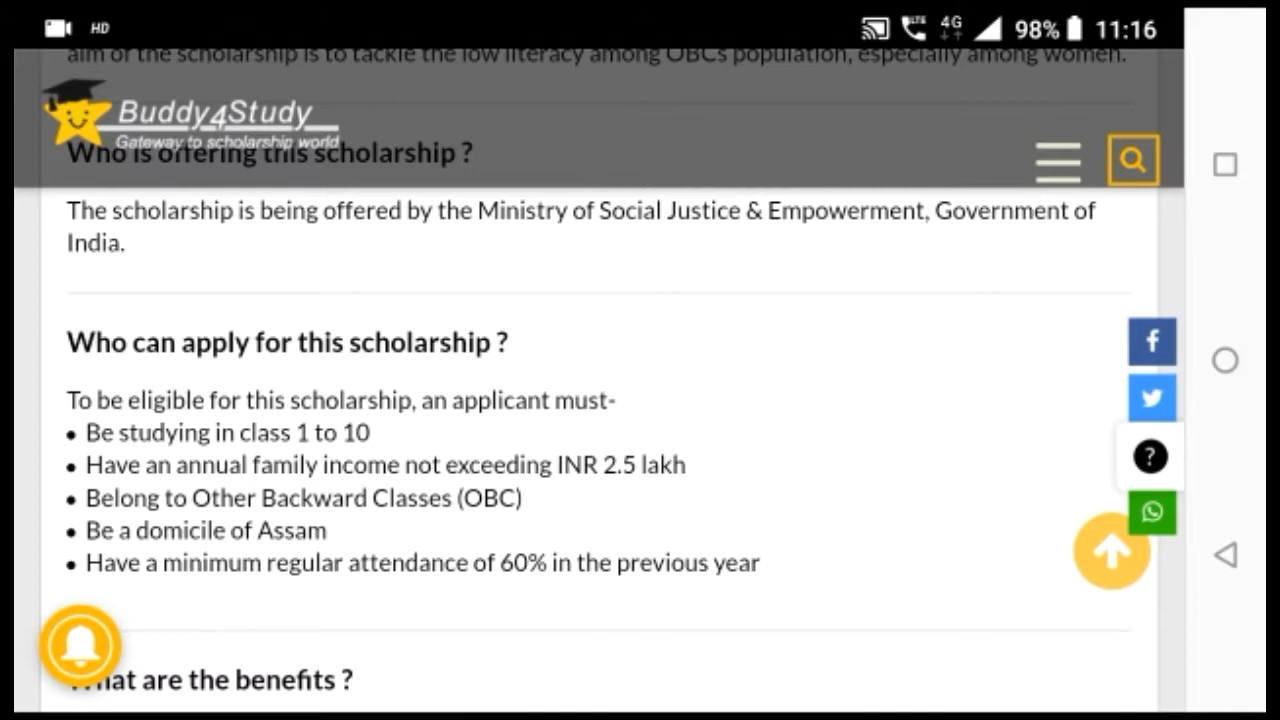 HD LTE 4G 98% 11:16
aim of the scholarship is to tackle the low literacy among OBCs population, especially among women.
Buddy4Study
Gateway to scholarship world
Who is offering this scholarship ?
The scholarship is being offered by the Ministry of Social Justice & Empowerment, Government of
India.
Who can apply for this scholarship ?
To be eligible for this scholarship, an applicant must-
• Be studying in class 1 to 10
• Have an annual family income not exceeding INR 2.5 lakh
• Belong to Other Backward Classes (OBC)
• Be a domicile of Assam
• Have a minimum regular attendance of 60% in the previous year
What are the benefits ?